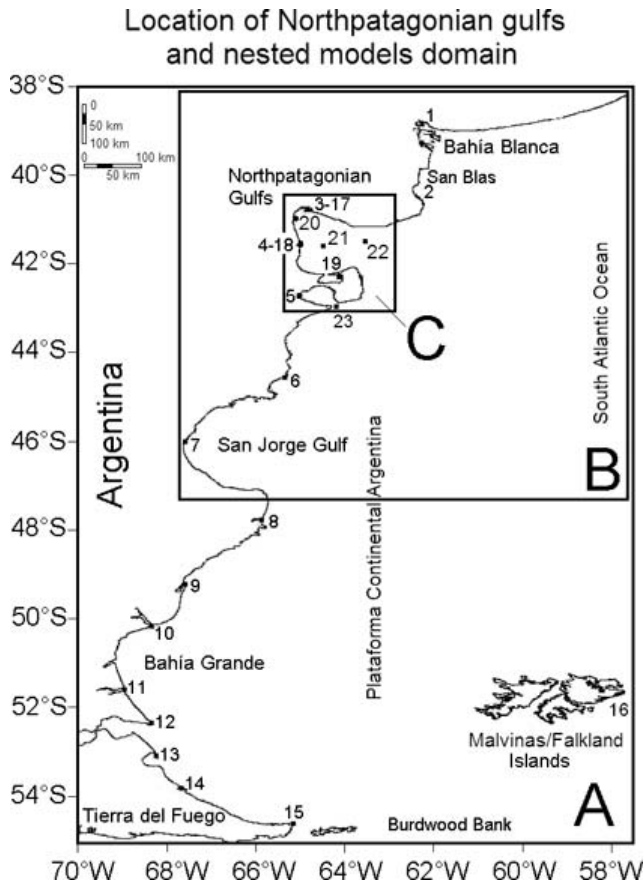 Location of Northpatagonian gulfs
and nested models domain
38°S
40°S
42°S
44°S
46°S
48°S
50°S
52°S
54°S
0
50 km
100 km
100 km
50 km
1
Bahía Blanca
San Blas
2
Northpatagonian
Gulfs
3-17
20
4-18
21
22
19
5
23
C
6
7
San Jorge Gulf
South Atlantic Ocean
B
Argentina
Plataforma Continental Argentina
8
9
10
Bahía Grande
11
12
13
14
15
16
Malvinas/Falkland
Islands
Tierra del Fuego
Burdwood Bank
A
70°W
68°W
66°W
64°W
62°W
60°W
58°W